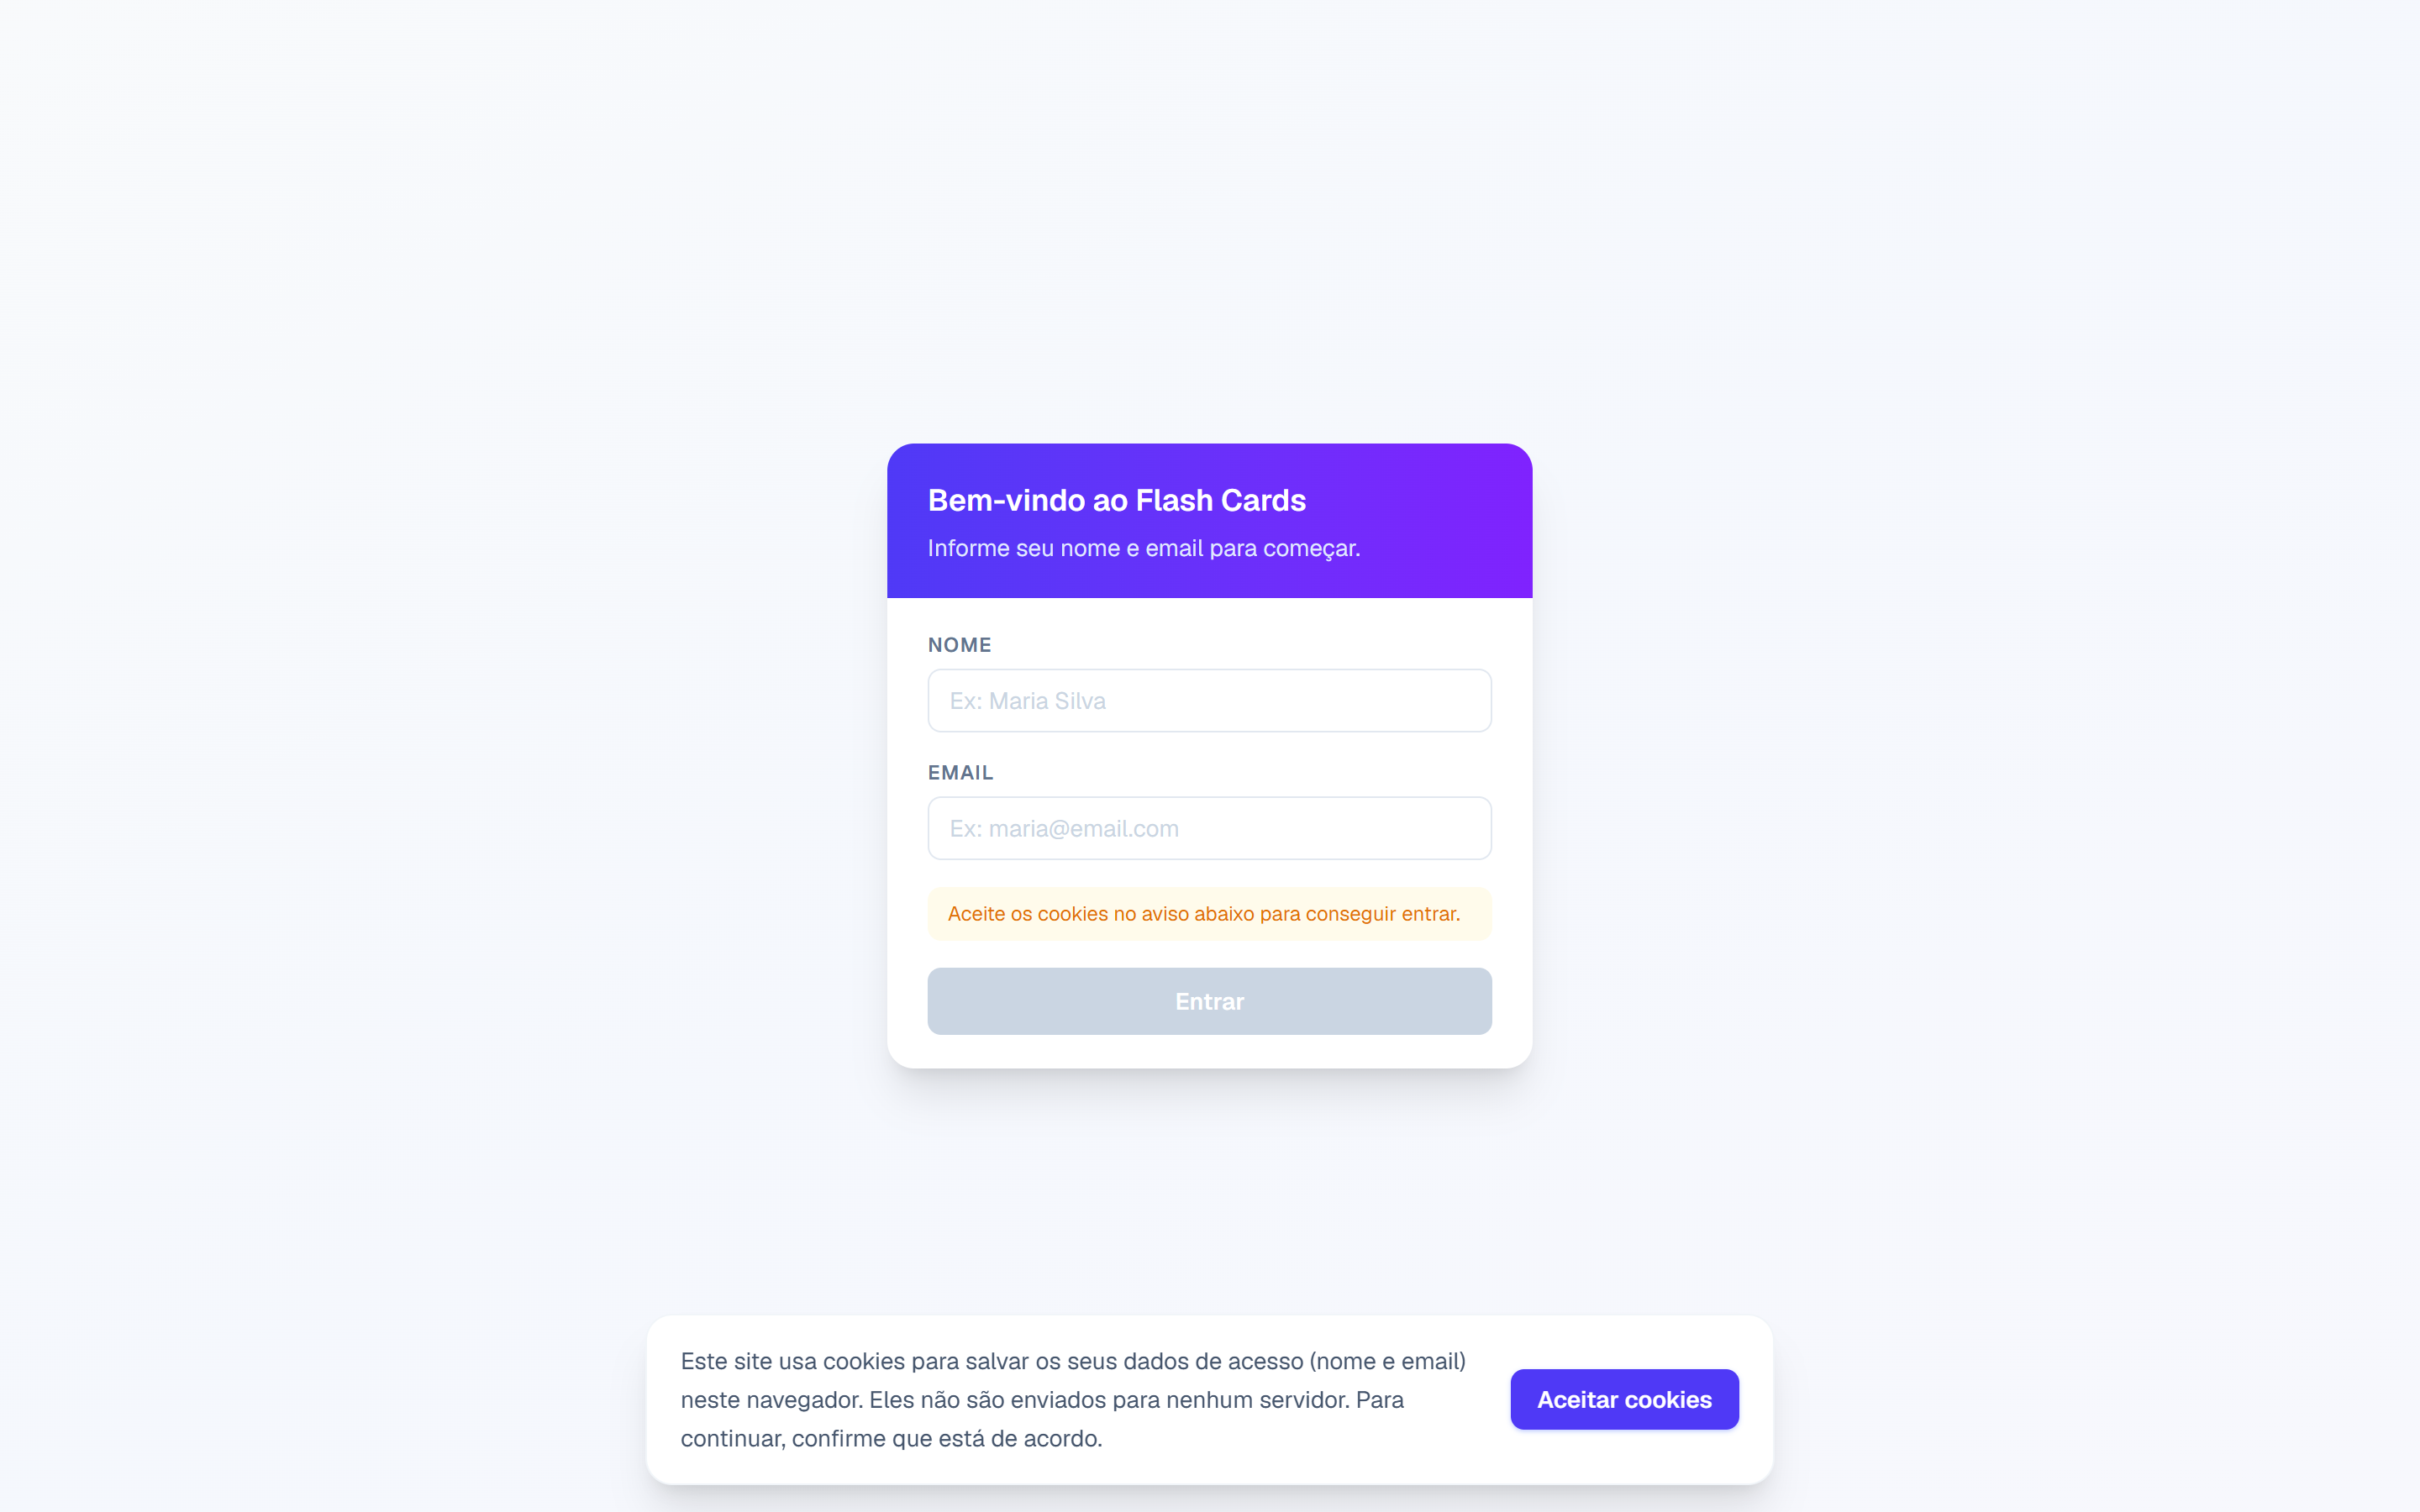 Bem-vindo ao Flash Cards
Informe seu nome e email para começar.
NOME
Ex: Maria Silva
EMAIL
Ex: maria@email.com
Aceite os cookies no aviso abaixo para conseguir entrar.
Entrar
Este site usa cookies para salvar os seus dados de acesso (nome e email)
neste navegador. Eles não são enviados para nenhum servidor. Para
continuar, confirme que está de acordo.
Aceitar cookies